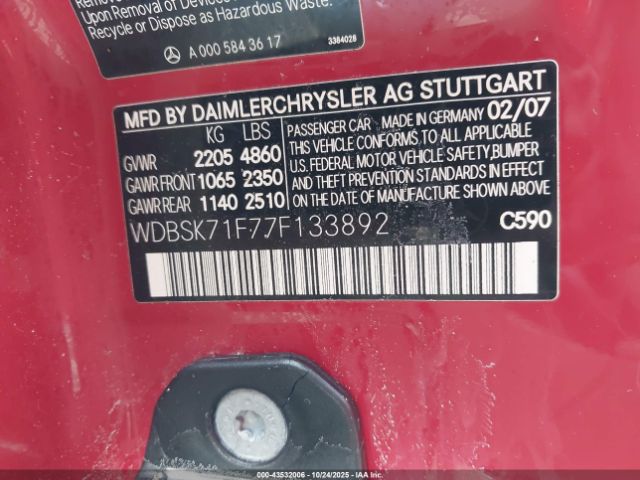 Upon Removal of Devices
Recycle or Dispose as Hazardous Waste.
A 000 584 36 17
3384028
MFD BY DAIMLERCHRYSLER AG STUTTGART
KG LBS
GVWR 2205 4860
GAWR FRONT 1065 2350
GAWR REAR 1140 2510
PASSENGER CAR MADE IN GERMANY 02/07
THIS VEHICLE CONFORMS TO ALL APPLICABLE
U.S. FEDERAL MOTOR VEHICLE SAFETY, BUMPER
AND THEFT PREVENTION STANDARDS IN EFFECT
ON THE DATE OF MANUFACTURE SHOWN ABOVE.
WDBSK71F77F133892
C590
000-43532006 - 10/24/2025 - IAAI.COM